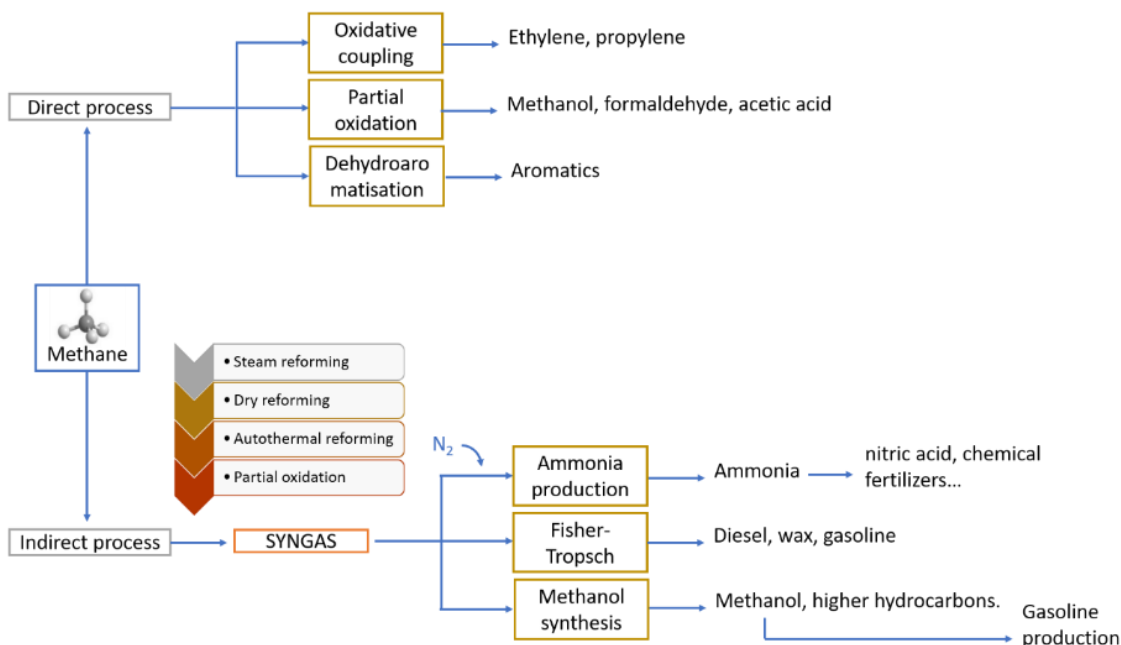 Oxidative
coupling
Ethylene, propylene
Direct process
Partial
oxidation
Methanol, formaldehyde, acetic acid
Dehydroaro
matisation
Aromatics
Methane
• Steam reforming
• Dry reforming
• Autothermal reforming
• Partial oxidation
Indirect process
SYNGAS
N₂
Ammonia
production
Ammonia
nitric acid, chemical
fertilizers...
Fisher-
Tropsch
Diesel, wax, gasoline
Methanol
synthesis
Methanol, higher hydrocarbons.
Gasoline
production